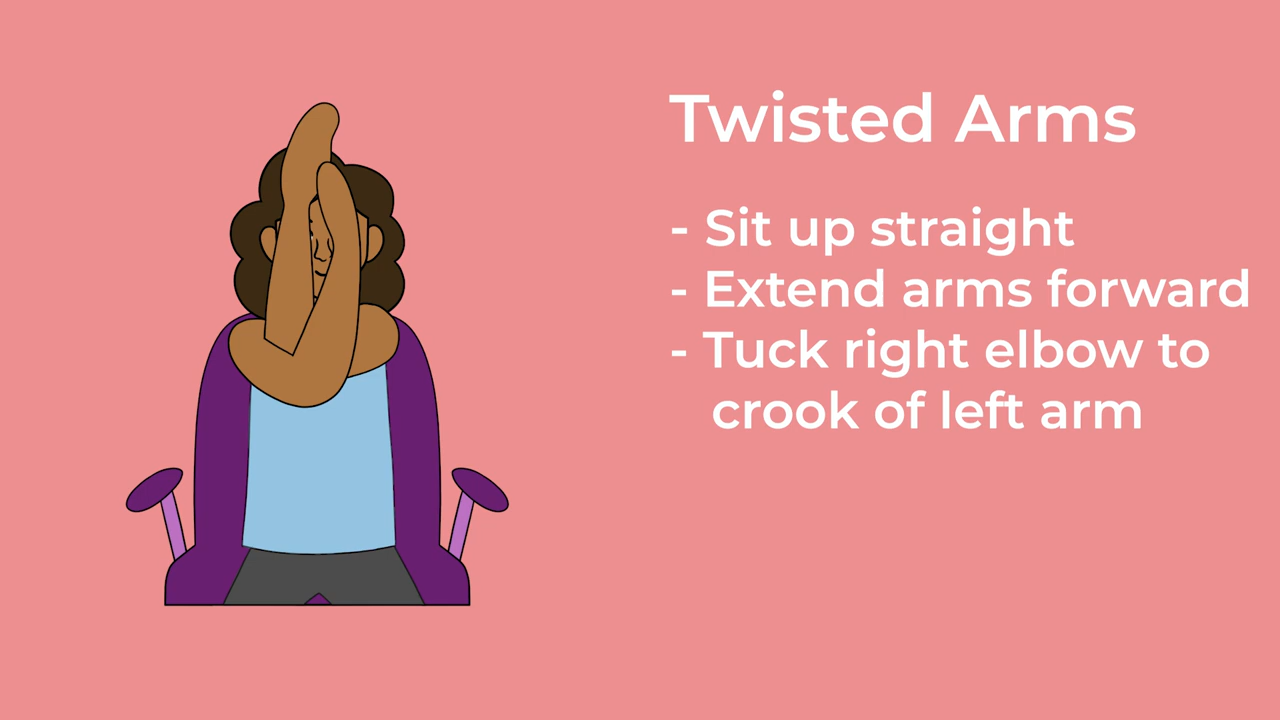 Twisted Arms
- Sit up straight
- Extend arms forward
- Tuck right elbow to
crook of left arm